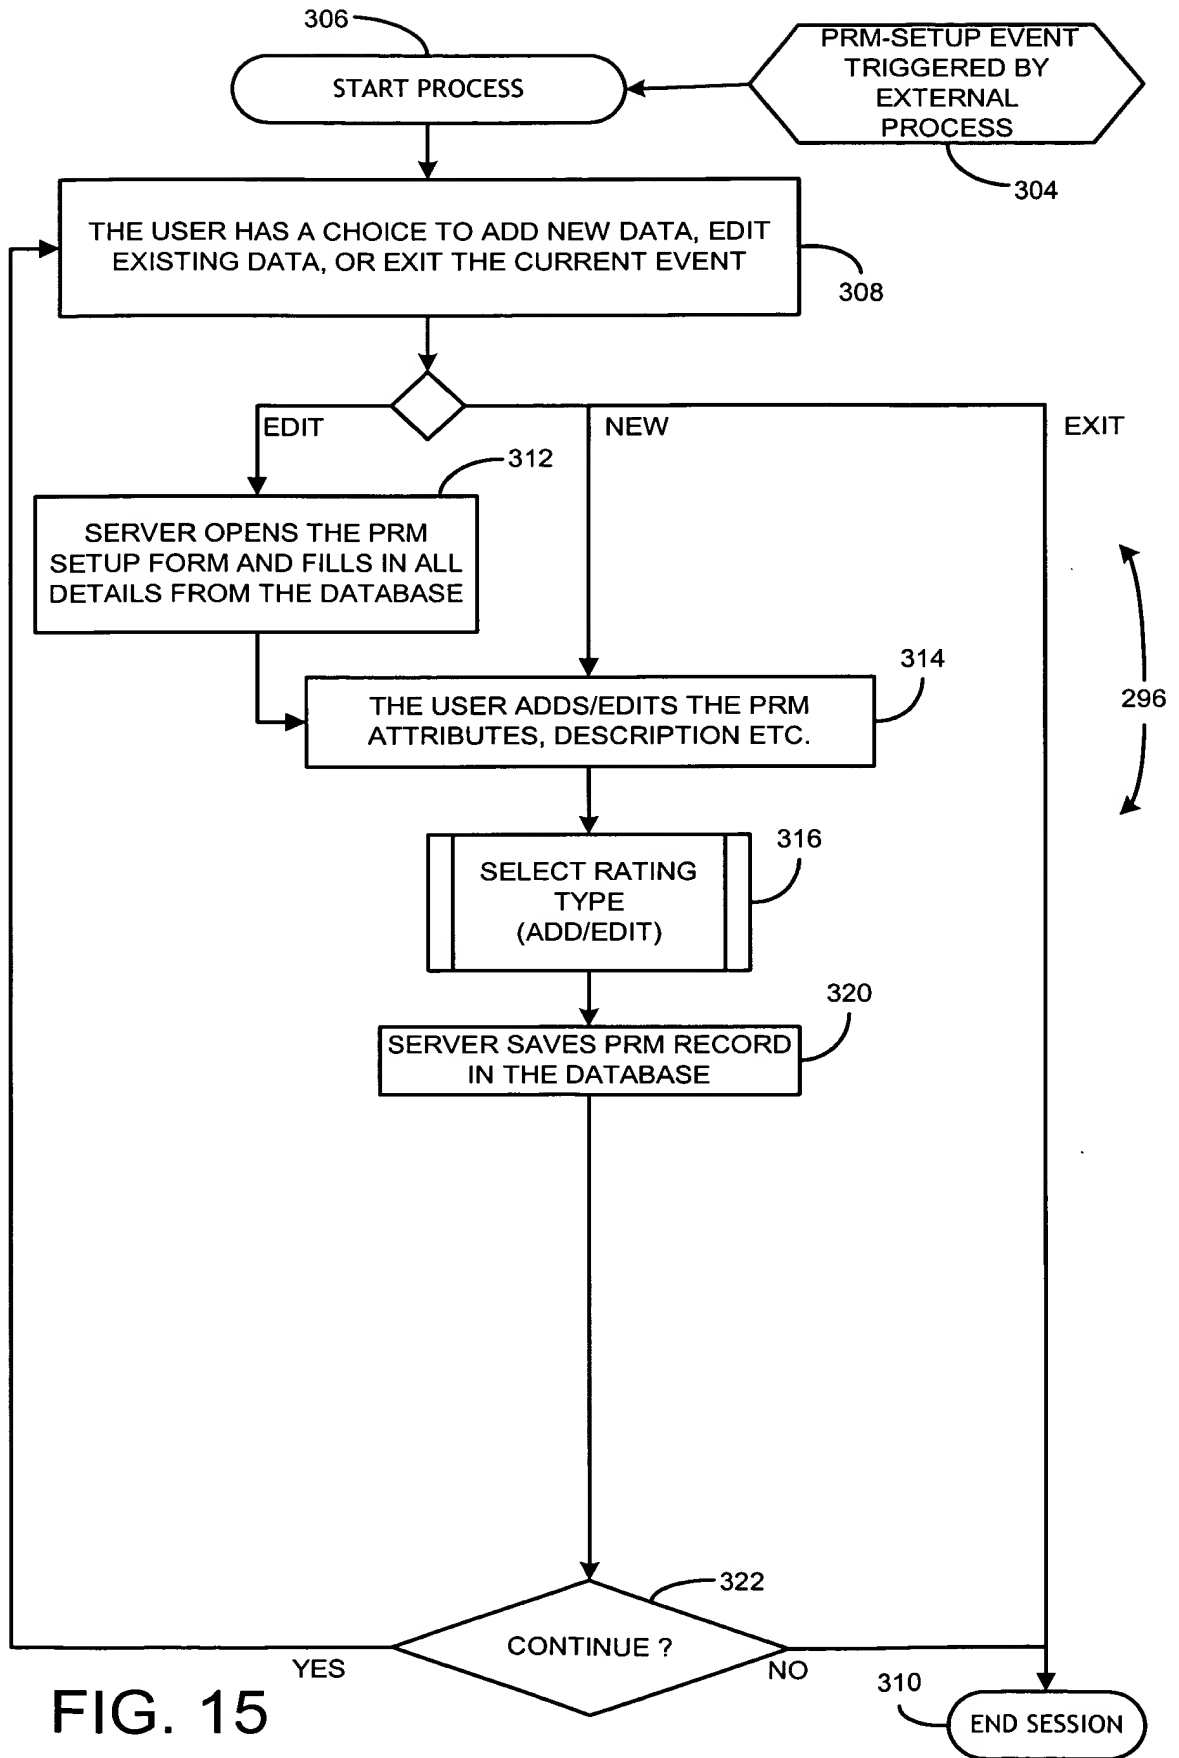 306
START PROCESS
PRM-SETUP EVENT
TRIGGERED BY
EXTERNAL
PROCESS
304
THE USER HAS A CHOICE TO ADD NEW DATA, EDIT
EXISTING DATA, OR EXIT THE CURRENT EVENT
308
EDIT
NEW
EXIT
312
SERVER OPENS THE PRM
SETUP FORM AND FILLS IN ALL
DETAILS FROM THE DATABASE
314
THE USER ADDS/EDITS THE PRM
ATTRIBUTES, DESCRIPTION ETC.
296
316
SELECT RATING
TYPE
(ADD/EDIT)
320
SERVER SAVES PRM RECORD
IN THE DATABASE
322
CONTINUE ?
YES
NO
310
END SESSION
FIG. 15